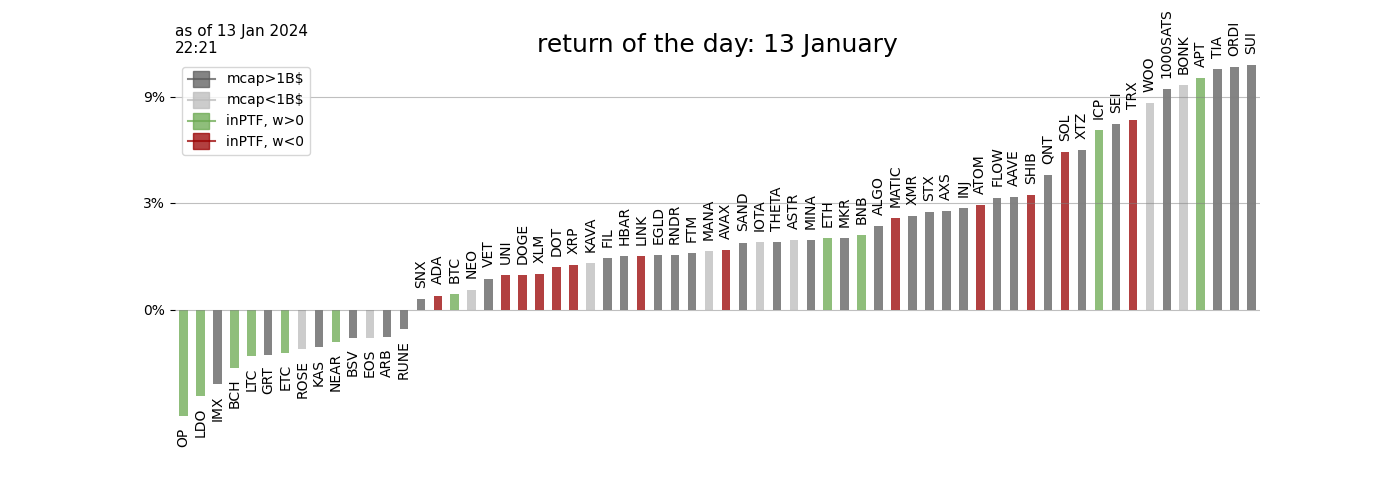 as of 13 Jan 2024
22:21
return of the day: 13 January
mcap>1B$
mcap<1B$
inPTF, w>0
inPTF, w<0
9%
3%
0%
OP
LDO
IMX
BCH
LTC
GRT
ETC
ROSE
KAS
NEAR
BSV
EOS
ARB
RUNE
SNX
ADA
BTC
NEO
VET
UNI
DOGE
XLM
DOT
XRP
KAVA
FIL
HBAR
LINK
EGLD
RNDR
FTM
MANA
AVAX
SAND
IOTA
THETA
ASTR
MINA
ETH
MKR
BNB
ALGO
MATIC
XMR
STX
AXS
INJ
ATOM
FLOW
AAVE
SHIB
QNT
SOL
XTZ
ICP
SEI
TRX
WOO
1000SATS
BONK
APT
TIA
ORDI
SUI